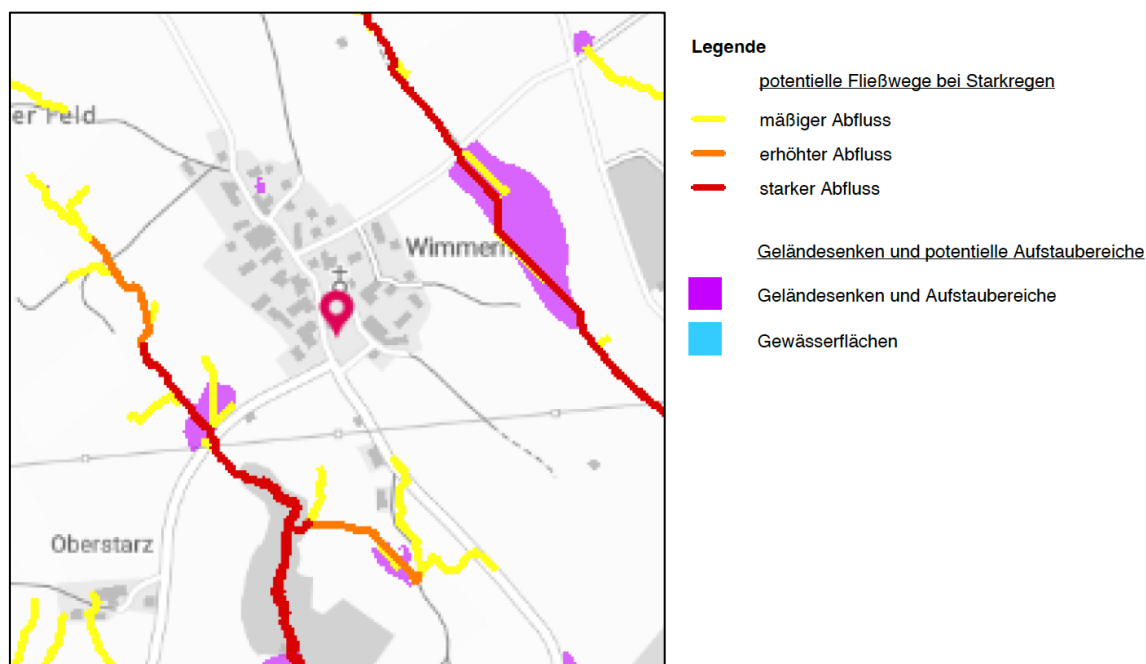 er Feld
Wimmern
Oberstarz
Legende
potentielle Fließwege bei Starkregen
mäßiger Abfluss
erhöhter Abfluss
starker Abfluss
Geländesenken und potentielle Aufstaubereiche
Geländesenken und Aufstaubereiche
Gewässerflächen